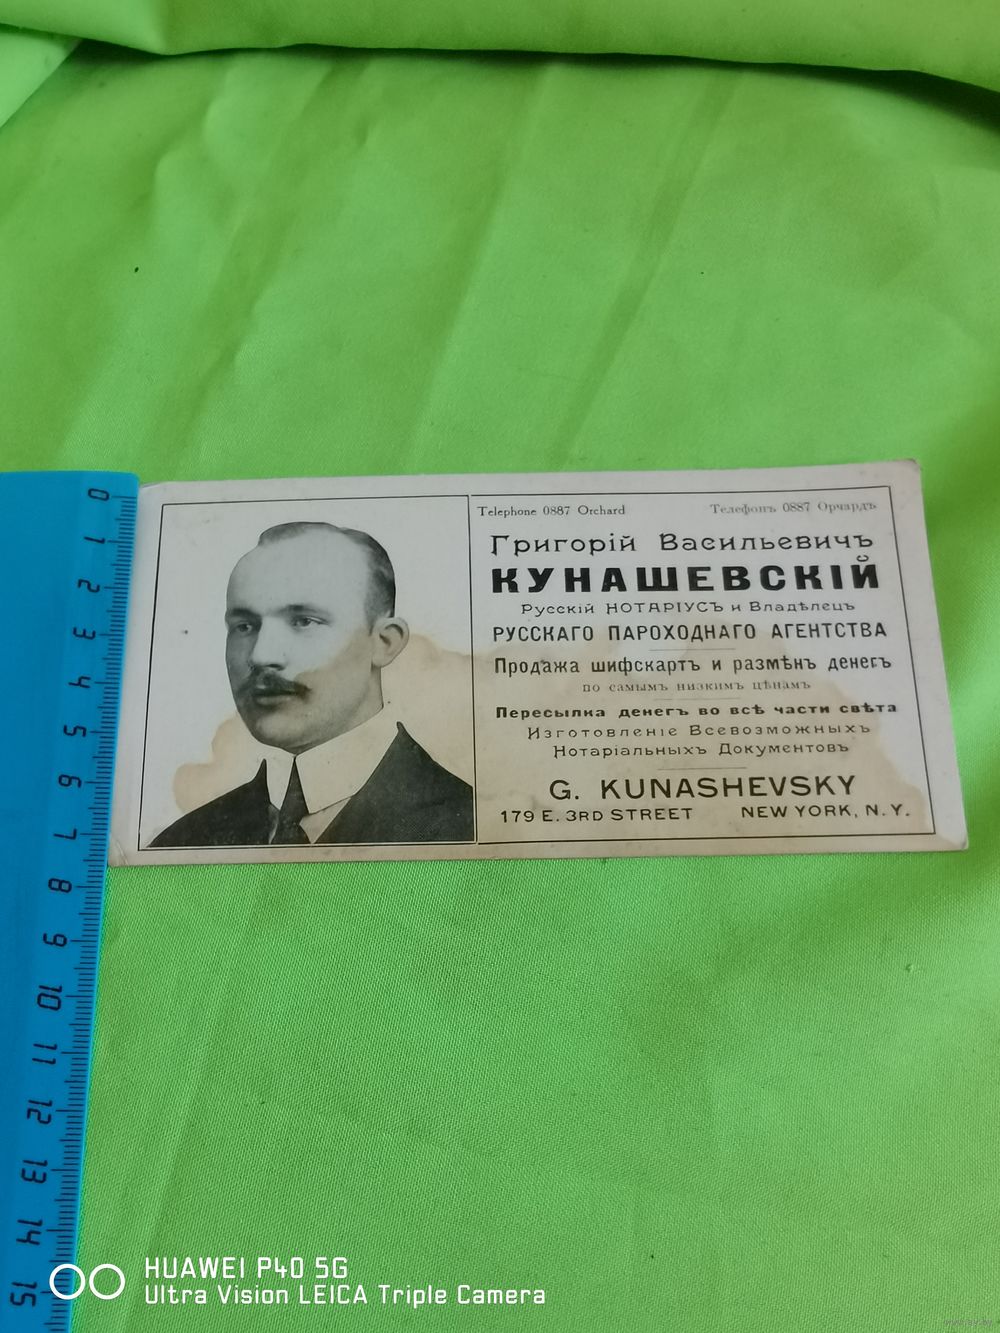 Telephone 0887 Orchard Телефонъ 0887 Орчардъ
Григорій Васильевичъ
КУНАШЕВСКІЙ
Русскій НОТАРІУСЪ и Владѣлецъ
РУССКАГО ПАРОХОДНАГО АГЕНТСТВА
Продажа шифскартъ и размѣнъ денегъ
по самымъ низкимъ цѣнамъ
Пересылка денегъ во всѣ части свѣта
Изготовленіе Всевозможныхъ
Нотаріальныхъ Документовъ
G. KUNASHEVSKY
179 E. 3RD STREET NEW YORK, N. Y.
0
1
2
3
4
5
6
7
8
9
10
11
12
13
14
15
HUAWEI P40 5G
Ultra Vision LEICA Triple Camera